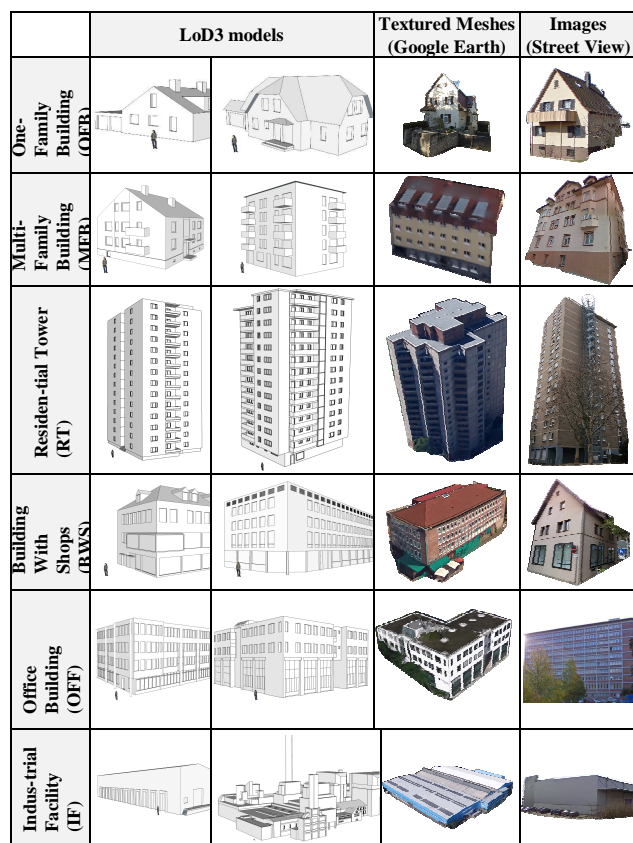 LoD3 models
Textured Meshes
(Google Earth)
Images
(Street View)
One-
Family
Building
(OFB)
Multi-
Family
Building
(MFB)
Residen-tial Tower
(RT)
Building
With
Shops
(BWS)
Office
Building
(OFF)
Indus-trial
Facility
(IF)